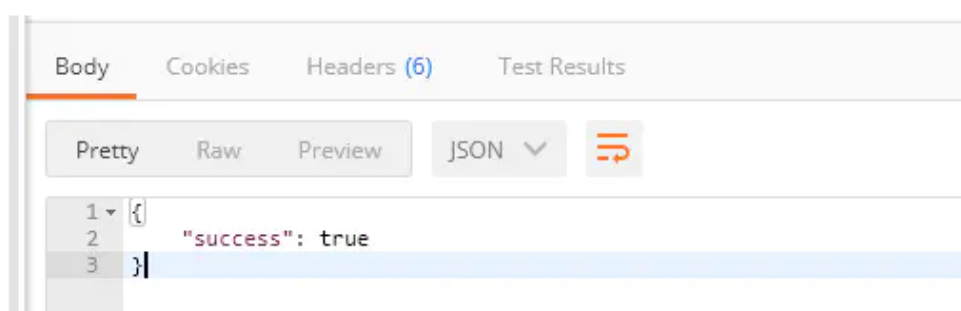 Body Cookies Headers (6) Test Results
Pretty Raw Preview JSON
1 {
2 "success": true
3 }